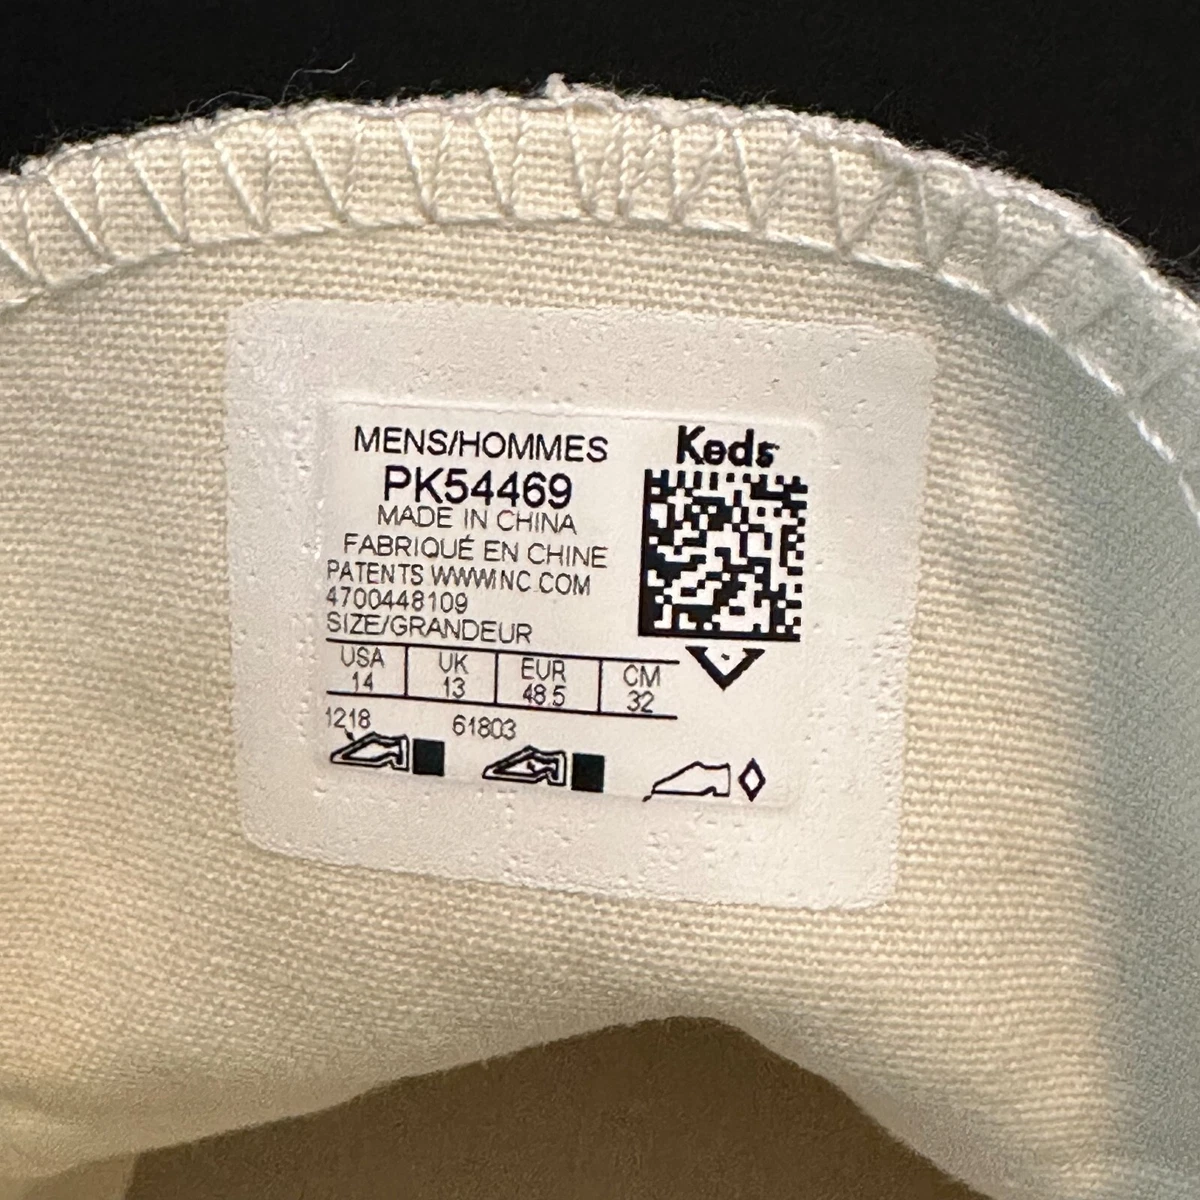 MENS/HOMMES
PK54469
MADE IN CHINA
FABRIQUÉ EN CHINE
PATENTS WWWINC.COM
4700448109
SIZE/GRANDEUR
USA UK EUR CM
14 13 48.5 32
1218 61803
Keds